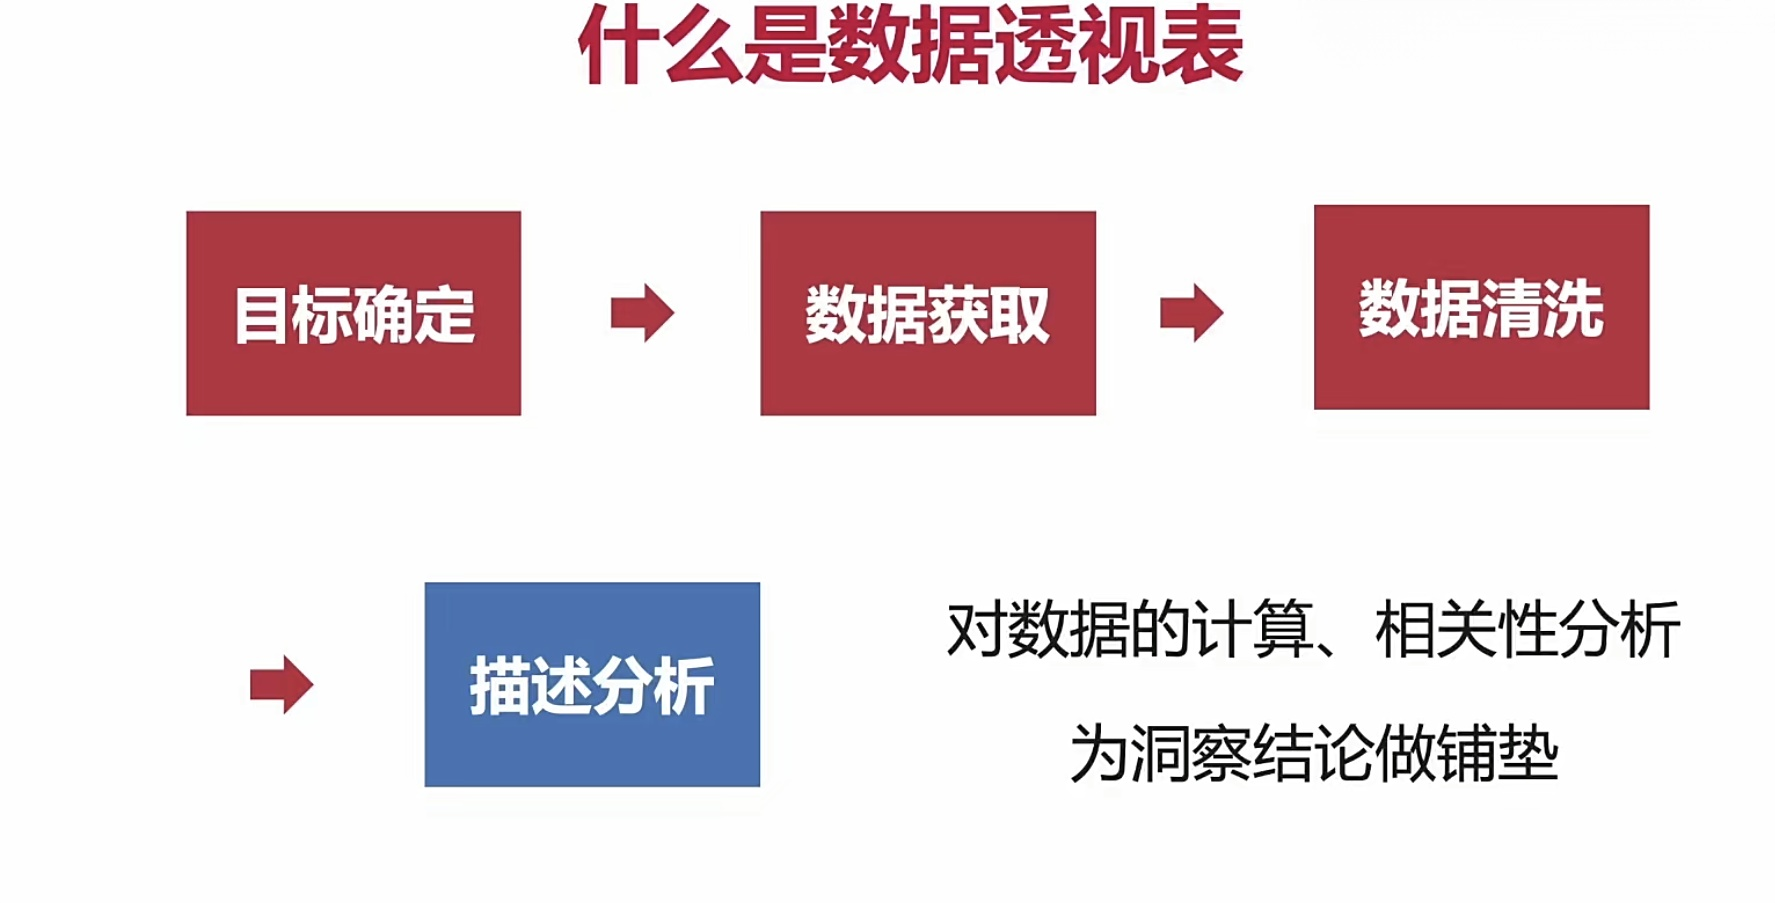 什么是数据透视表
目标确定
数据获取
数据清洗
描述分析
对数据的计算、相关性分析
为洞察结论做铺垫